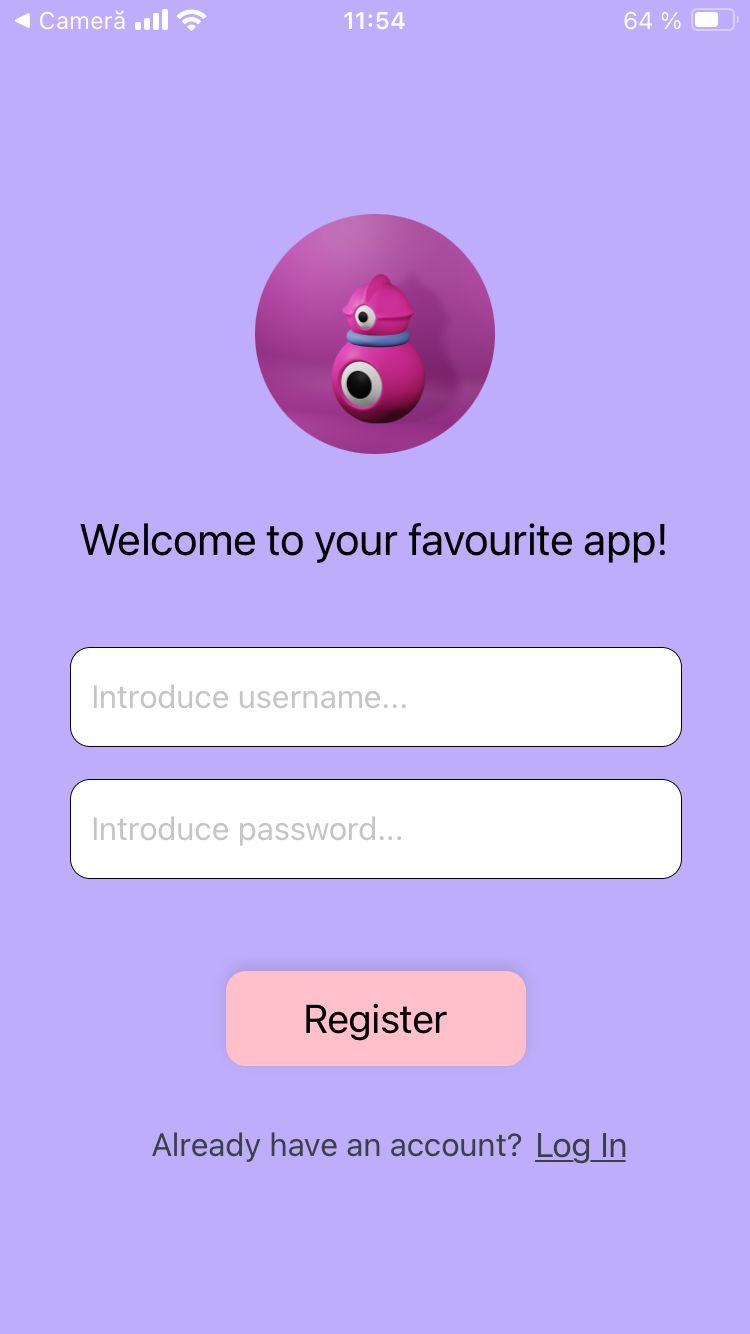 Cameră 11:54 64 %
Welcome to your favourite app!
Introduce username...
Introduce password...
Register
Already have an account? Log In